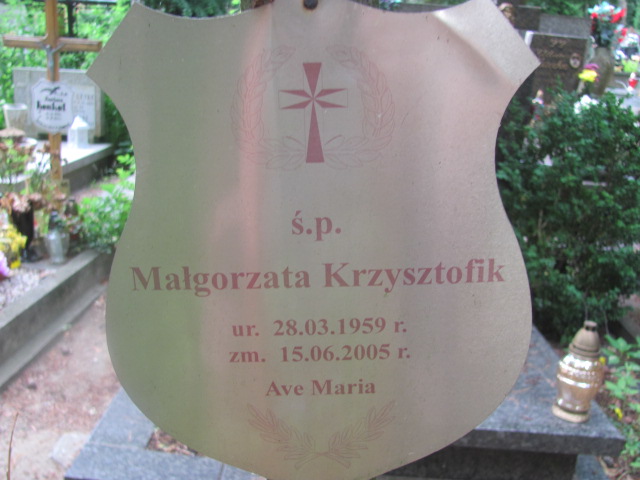 ś.p.
Małgorzata Krzysztofik
ur. 28.03.1959 r.
zm. 15.06.2005 r.
Ave Maria